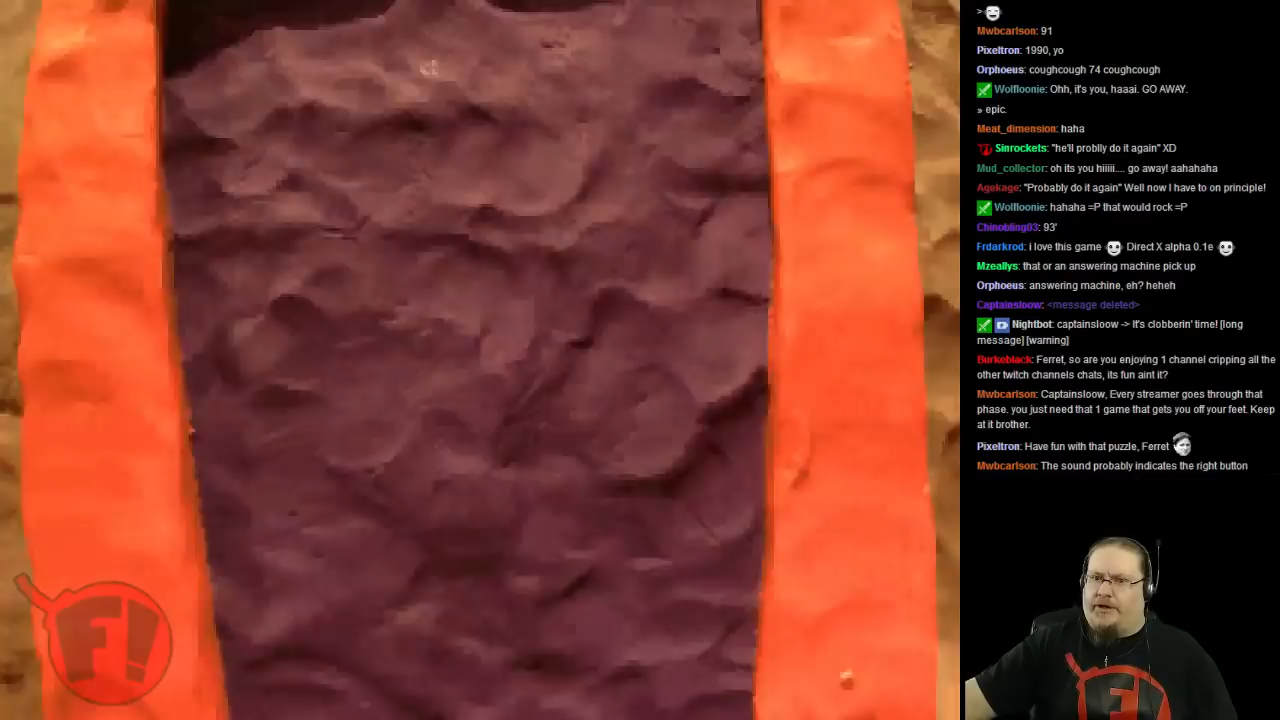 >
Mwbcarlson: 91
Pixeltron: 1990, yo
Orphoeus: coughcough 74 coughcough
Wolfloonie: Ohh, it's you, haaai. GO AWAY.
» epic.
Meat_dimension: haha
Sinrockets: "he'll problly do it again" XD
Mud_collector: oh its you hiiiii.... go away! aahahaha
Agekage: "Probably do it again" Well now I have to on principle!
Wolfloonie: hahaha =P that would rock =P
Chinobling03: 93'
Frdarkrod: i love this game Direct X alpha 0.1e
Mzeallys: that or an answering machine pick up
Orphoeus: answering machine, eh? heheh
Captainsloow: <message deleted>
Nightbot: captainsloow -> It's clobberin' time! [long
message] [warning]
Burkeblack: Ferret, so are you enjoying 1 channel cripping all the
other twitch channels chats, its fun aint it?
Mwbcarlson: Captainsloow, Every streamer goes through that
phase. you just need that 1 game that gets you off your feet. Keep
at it brother.
Pixeltron: Have fun with that puzzle, Ferret
Mwbcarlson: The sound probably indicates the right button
F!
F!